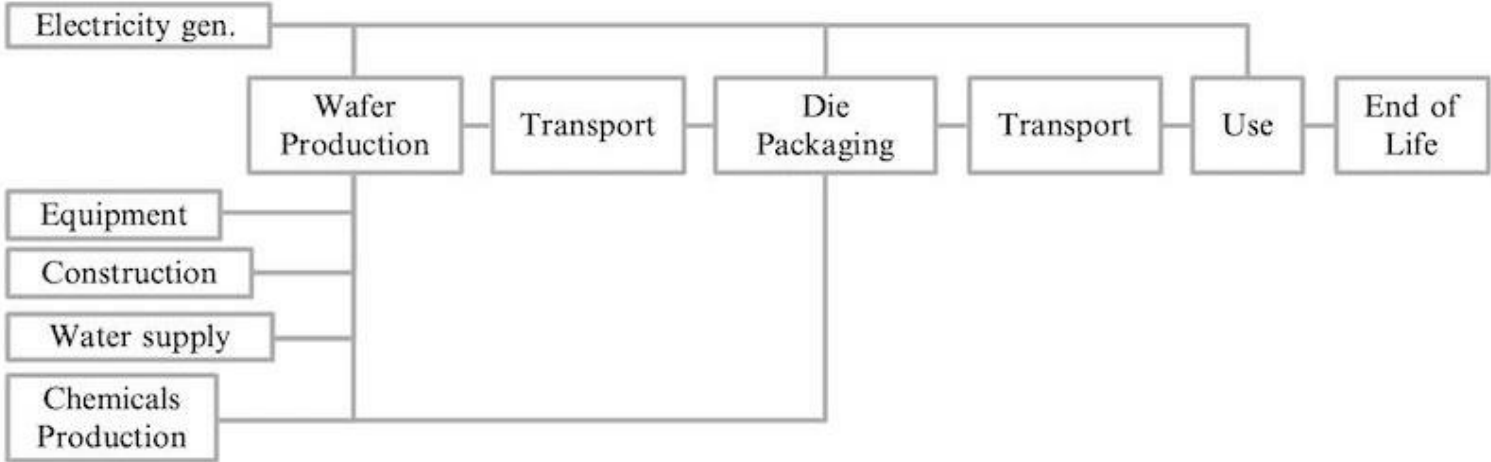 Electricity gen.
Wafer
Production
Transport
Die
Packaging
Transport
Use
End of
Life
Equipment
Construction
Water supply
Chemicals
Production